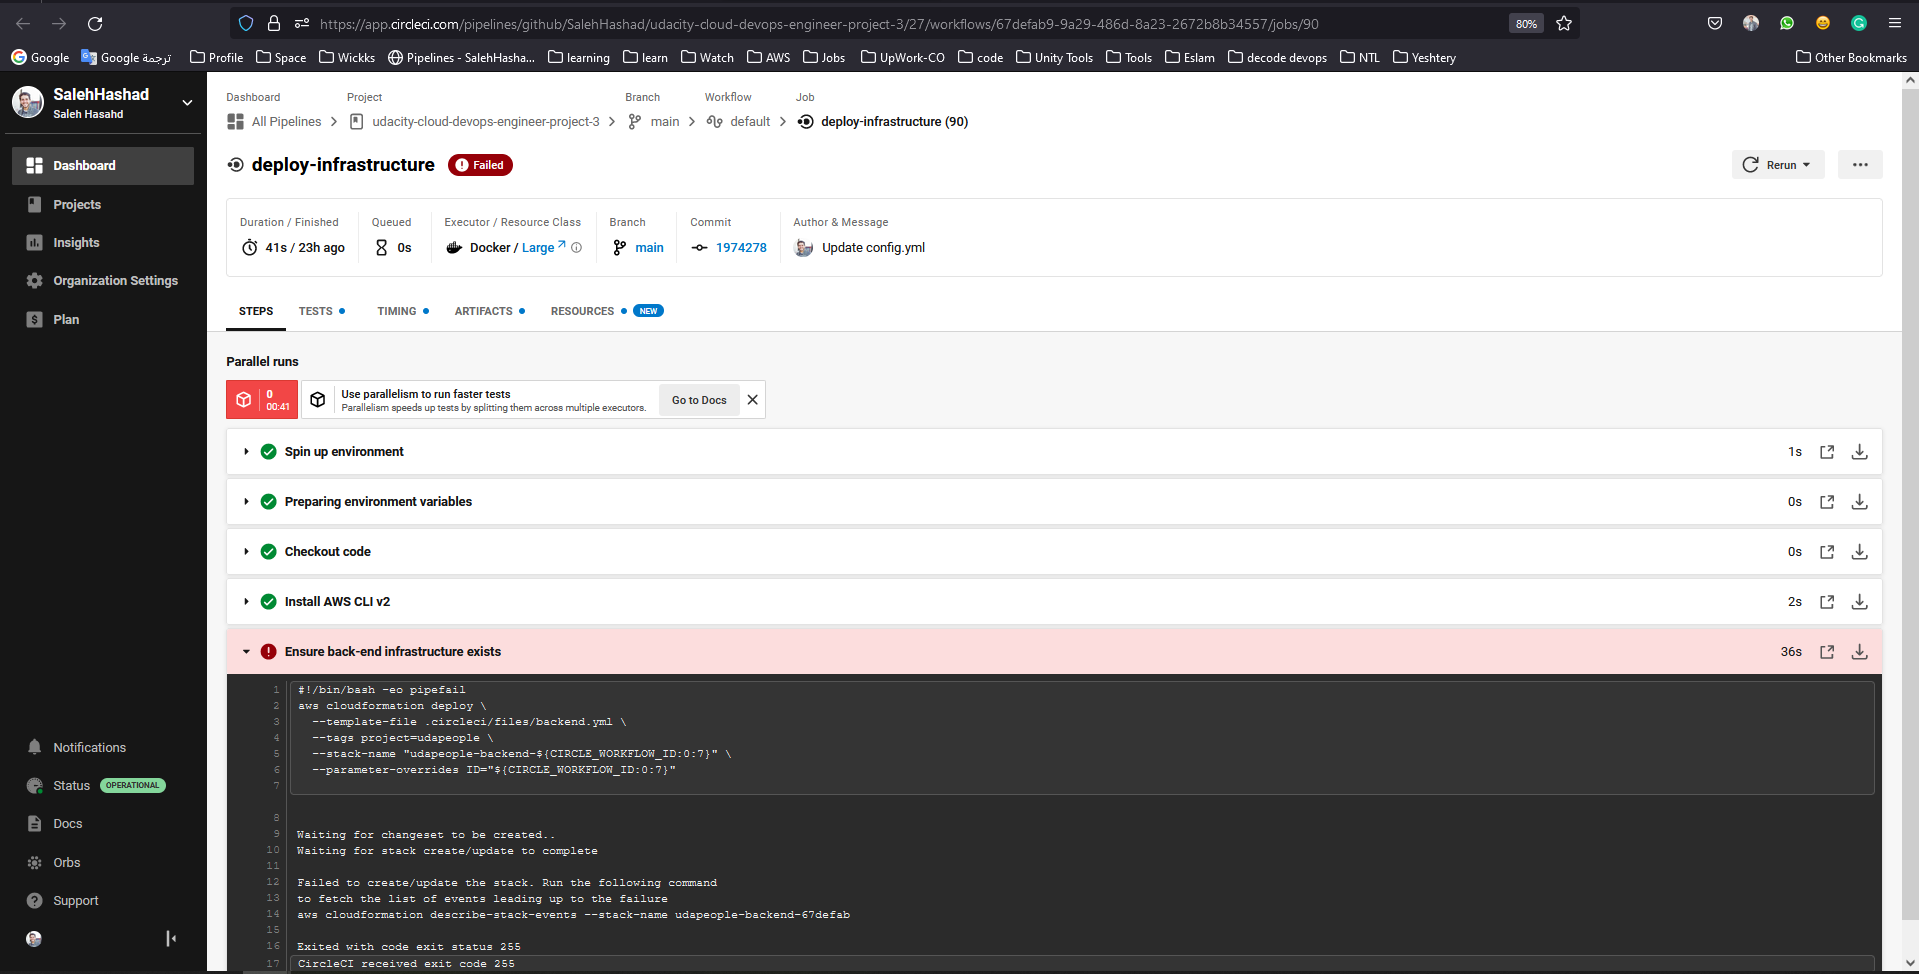 https://app.circleci.com/pipelines/github/SalehHashad/udacity-cloud-devops-engineer-project-3/27/workflows/67defab9-9a29-486d-8a23-2672b8b34557/jobs/90
80%
Google
Google ترجمة
Profile
Space
Wickks
Pipelines - SalehHasha...
learning
learn
Watch
AWS
Jobs
UpWork-CO
code
Unity Tools
Tools
Eslam
decode devops
NTL
Yeshtery
Other Bookmarks
SalehHashad
Saleh Hasahd
Dashboard
Projects
Insights
Organization Settings
Plan
Notifications
Status OPERATIONAL
Docs
Orbs
Support
Dashboard
Project
Branch
Workflow
Job
All Pipelines
udacity-cloud-devops-engineer-project-3
main
default
deploy-infrastructure (90)
deploy-infrastructure
Failed
Rerun
Duration / Finished
41s / 23h ago
Queued
0s
Executor / Resource Class
Docker / Large
Branch
main
Commit
1974278
Author & Message
Update config.yml
STEPS
TESTS
TIMING
ARTIFACTS
RESOURCES
NEW
Parallel runs
0
00:41
Use parallelism to run faster tests
Parallelism speeds up tests by splitting them across multiple executors.
Go to Docs
Spin up environment
1s
Preparing environment variables
0s
Checkout code
0s
Install AWS CLI v2
2s
Ensure back-end infrastructure exists
36s
1 #!/bin/bash -eo pipefail
2 aws cloudformation deploy \
3 --template-file .circleci/files/backend.yml \
4 --tags project=udapeople \
5 --stack-name "udapeople-backend-${CIRCLE_WORKFLOW_ID:0:7}" \
6 --parameter-overrides ID="${CIRCLE_WORKFLOW_ID:0:7}"
7
8
9 Waiting for changeset to be created..
10 Waiting for stack create/update to complete
11
12 Failed to create/update the stack. Run the following command
13 to fetch the list of events leading up to the failure
14 aws cloudformation describe-stack-events --stack-name udapeople-backend-67defab
15
16 Exited with code exit status 255
17 CircleCI received exit code 255